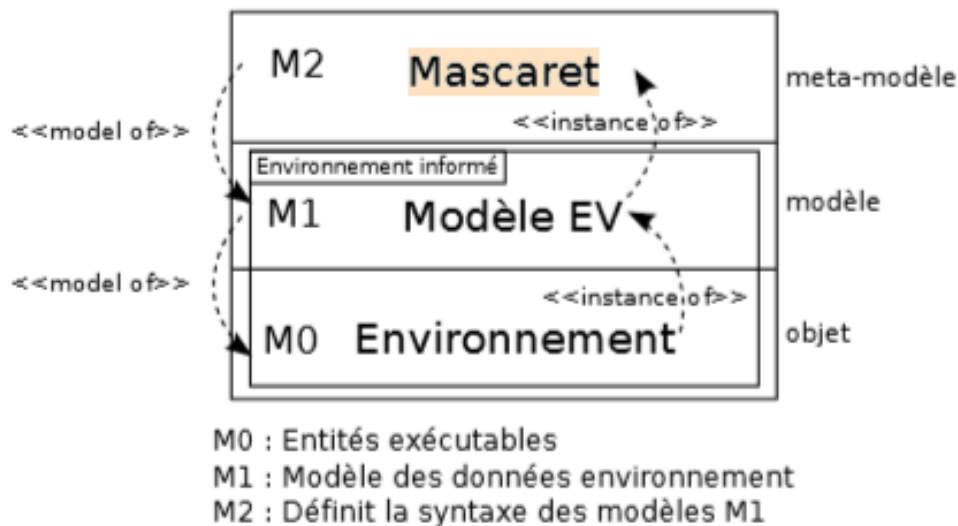 M2 Mascaret
meta-modèle
<<model of>>
<<instance of>>
Environnement informé
M1 Modèle EV
modèle
<<model of>>
<<instance of>>
M0 Environnement
objet
M0 : Entités exécutables
M1 : Modèle des données environnement
M2 : Définit la syntaxe des modèles M1